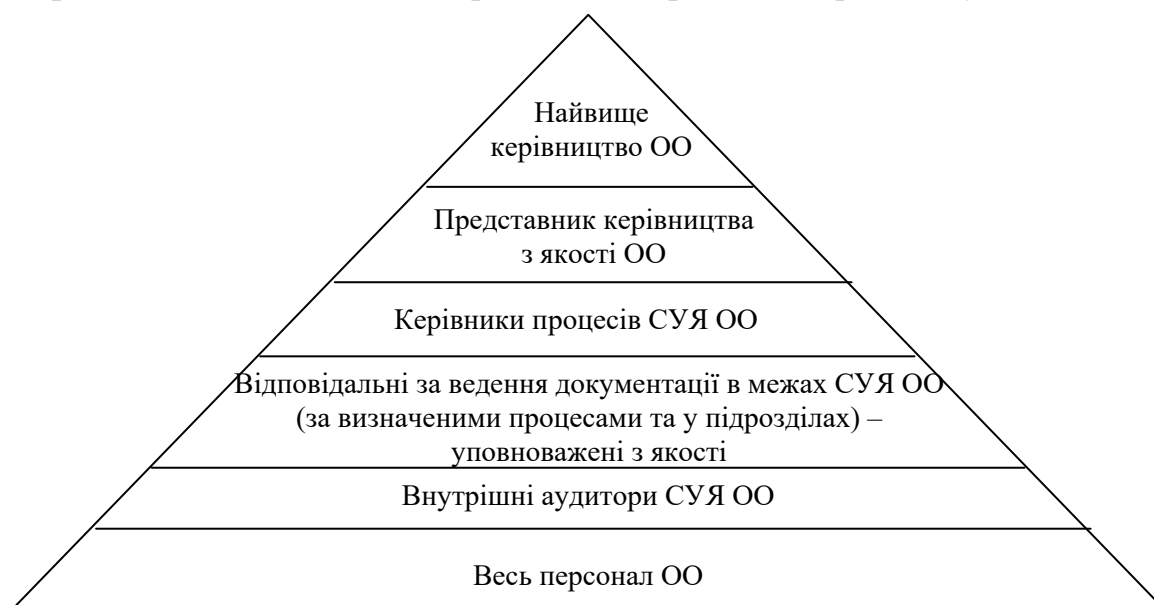 Найвище
керівництво ОО
Представник керівництва
з якості ОО
Керівники процесів СУЯ ОО
Відповідальні за ведення документації в межах СУЯ ОО
(за визначеними процесами та у підрозділах) –
уповноважені з якості
Внутрішні аудитори СУЯ ОО
Весь персонал ОО